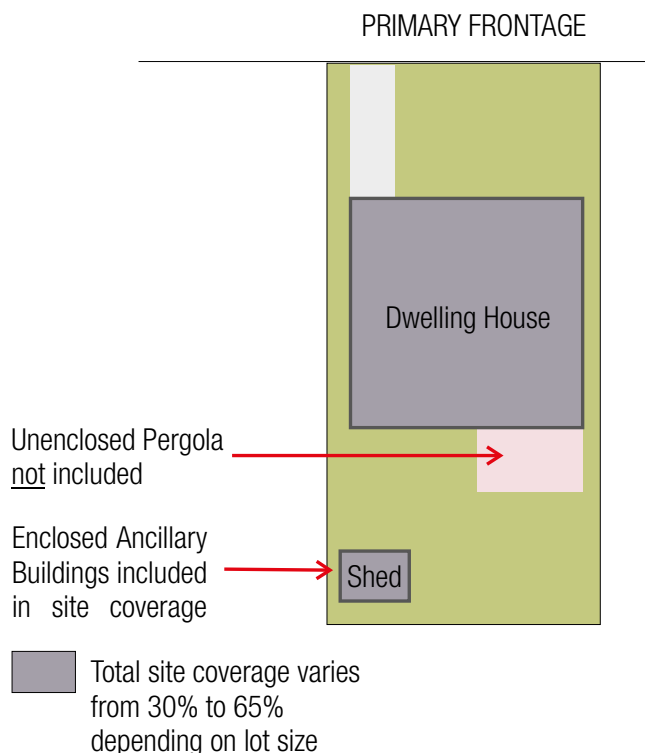 PRIMARY FRONTAGE
Dwelling House
Unenclosed Pergola
not included
Enclosed Ancillary
Buildings included
in site coverage
Shed
Total site coverage varies
from 30% to 65%
depending on lot size